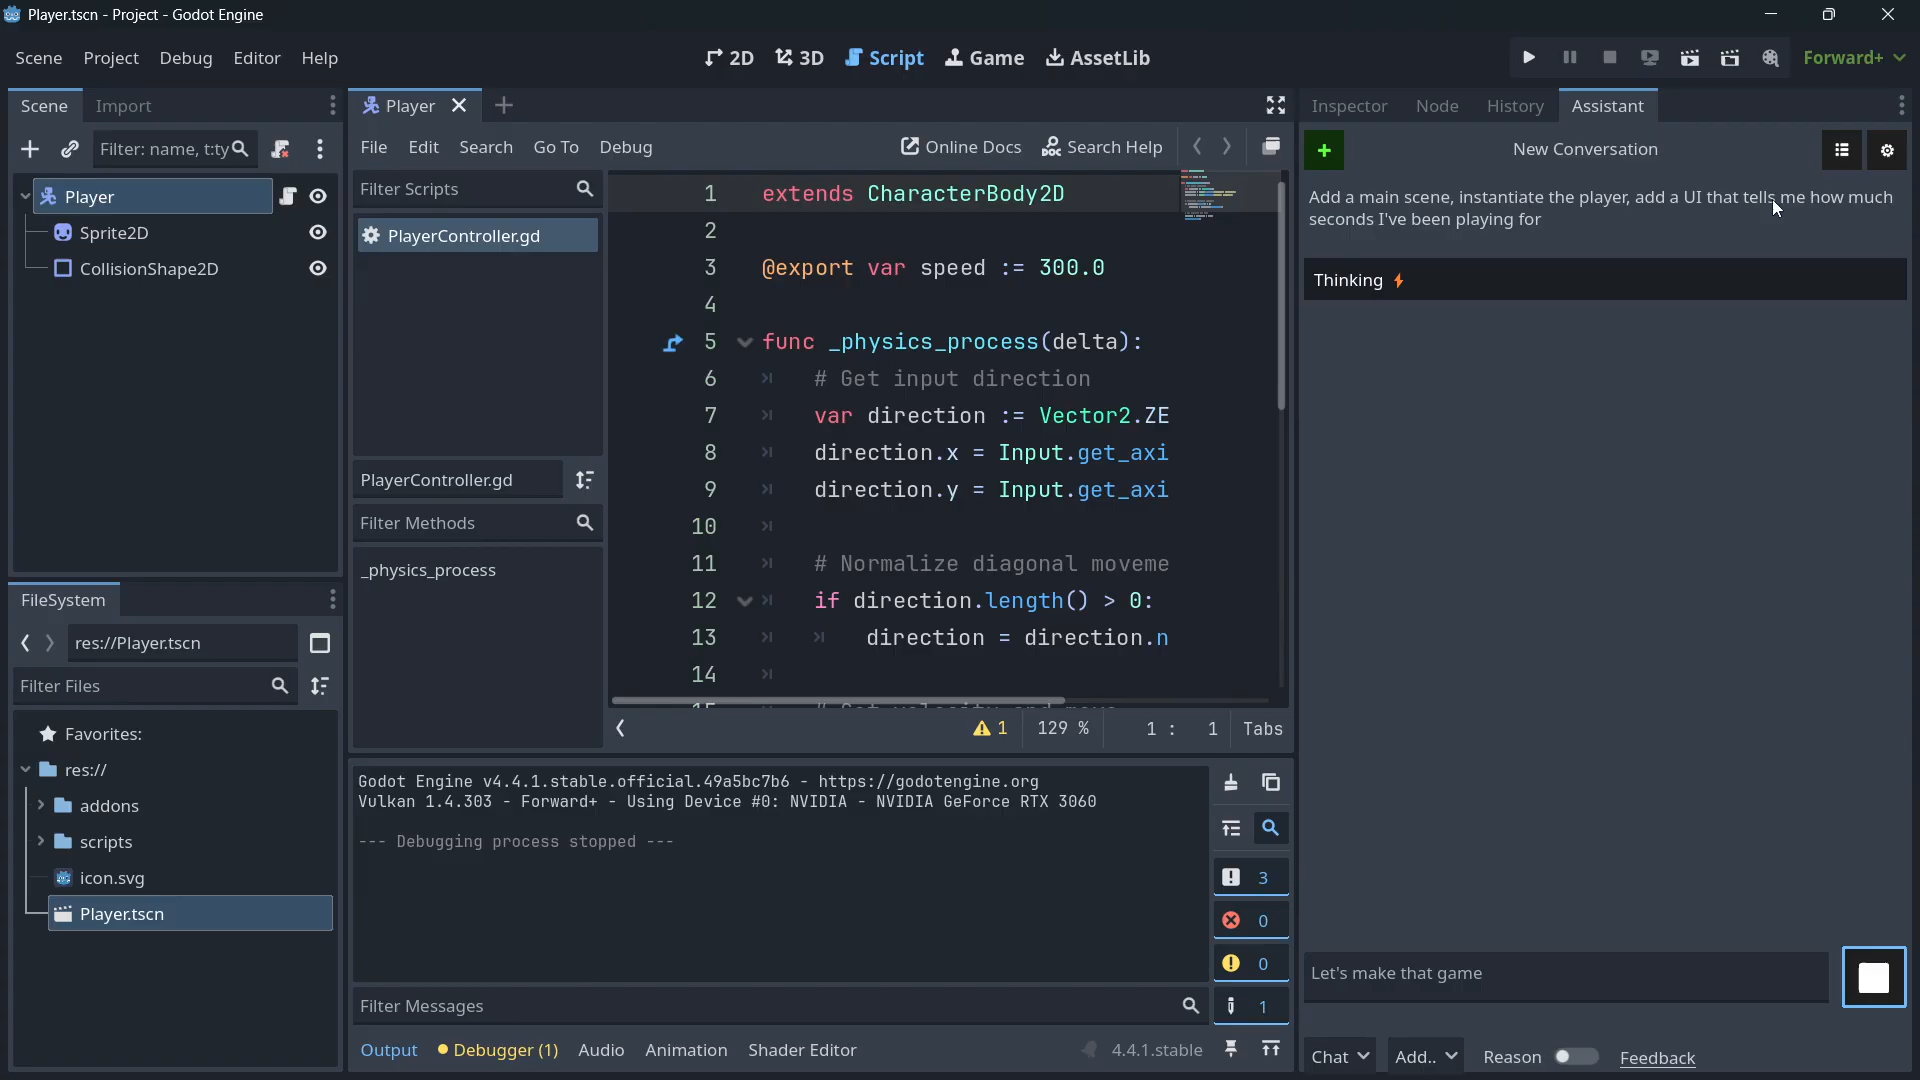 Player.tscn - Project - Godot Engine
Scene Project Debug Editor Help
2D 3D Script Game AssetLib
Forward+
Scene Import
Filter: name, t:ty
Player
Sprite2D
CollisionShape2D
FileSystem
res://Player.tscn
Filter Files
Favorites:
res://
addons
scripts
icon.svg
Player.tscn
Player
File Edit Search Go To Debug
Online Docs Search Help
Filter Scripts
PlayerController.gd
PlayerController.gd
Filter Methods
_physics_process
1 extends CharacterBody2D
2
3 @export var speed := 300.0
4
5 func _physics_process(delta):
6 # Get input direction
7 var direction := Vector2.ZE
8 direction.x = Input.get_axi
9 direction.y = Input.get_axi
10
11 # Normalize diagonal moveme
12 if direction.length() > 0:
13 direction = direction.n
14
1 129 % 1 : 1 Tabs
Godot Engine v4.4.1.stable.official.49a5bc7b6 - https://godotengine.org
Vulkan 1.4.303 - Forward+ - Using Device #0: NVIDIA - NVIDIA GeForce RTX 3060
--- Debugging process stopped ---
3
0
0
1
Filter Messages
Output Debugger (1) Audio Animation Shader Editor
4.4.1.stable
Inspector Node History Assistant
New Conversation
Add a main scene, instantiate the player, add a UI that tells me how much
seconds I've been playing for
Thinking
Let's make that game
Chat Add.. Reason Feedback